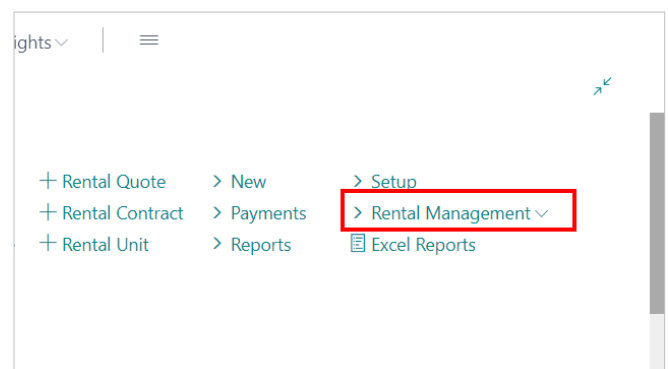 ights
+ Rental Quote > New > Setup
+ Rental Contract > Payments > Rental Management
+ Rental Unit > Reports Excel Reports